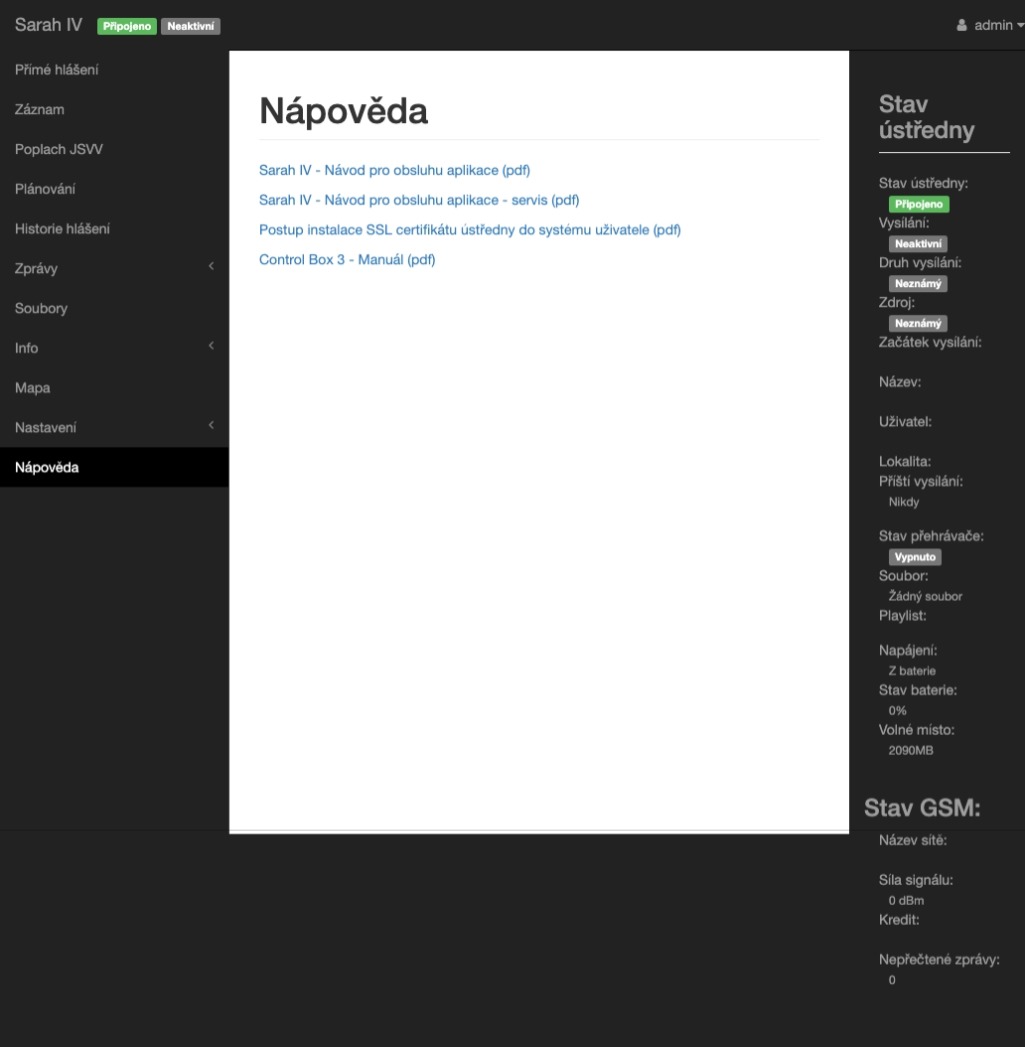 Sarah IV Připojeno Neaktivní
admin
Přímé hlášení
Záznam
Poplach JSVV
Plánování
Historie hlášení
Zprávy
Soubory
Info
Mapa
Nastavení
Nápověda
Nápověda
Sarah IV - Návod pro obsluhu aplikace (pdf)
Sarah IV - Návod pro obsluhu aplikace - servis (pdf)
Postup instalace SSL certifikátu ústředny do systému uživatele (pdf)
Control Box 3 - Manuál (pdf)
Stav
ústředny
Stav ústředny:
Připojeno
Vysílání:
Neaktivní
Druh vysílání:
Neznámý
Zdroj:
Neznámý
Začátek vysílání:
Název:
Uživatel:
Lokalita:
Příští vysílání:
Nikdy
Stav přehrávače:
Vypnuto
Soubor:
Žádný soubor
Playlist:
Napájení:
Z baterie
Stav baterie:
0%
Volné místo:
2090MB
Stav GSM:
Název sítě:
Síla signálu:
0 dBm
Kredit:
Nepřečtené zprávy:
0